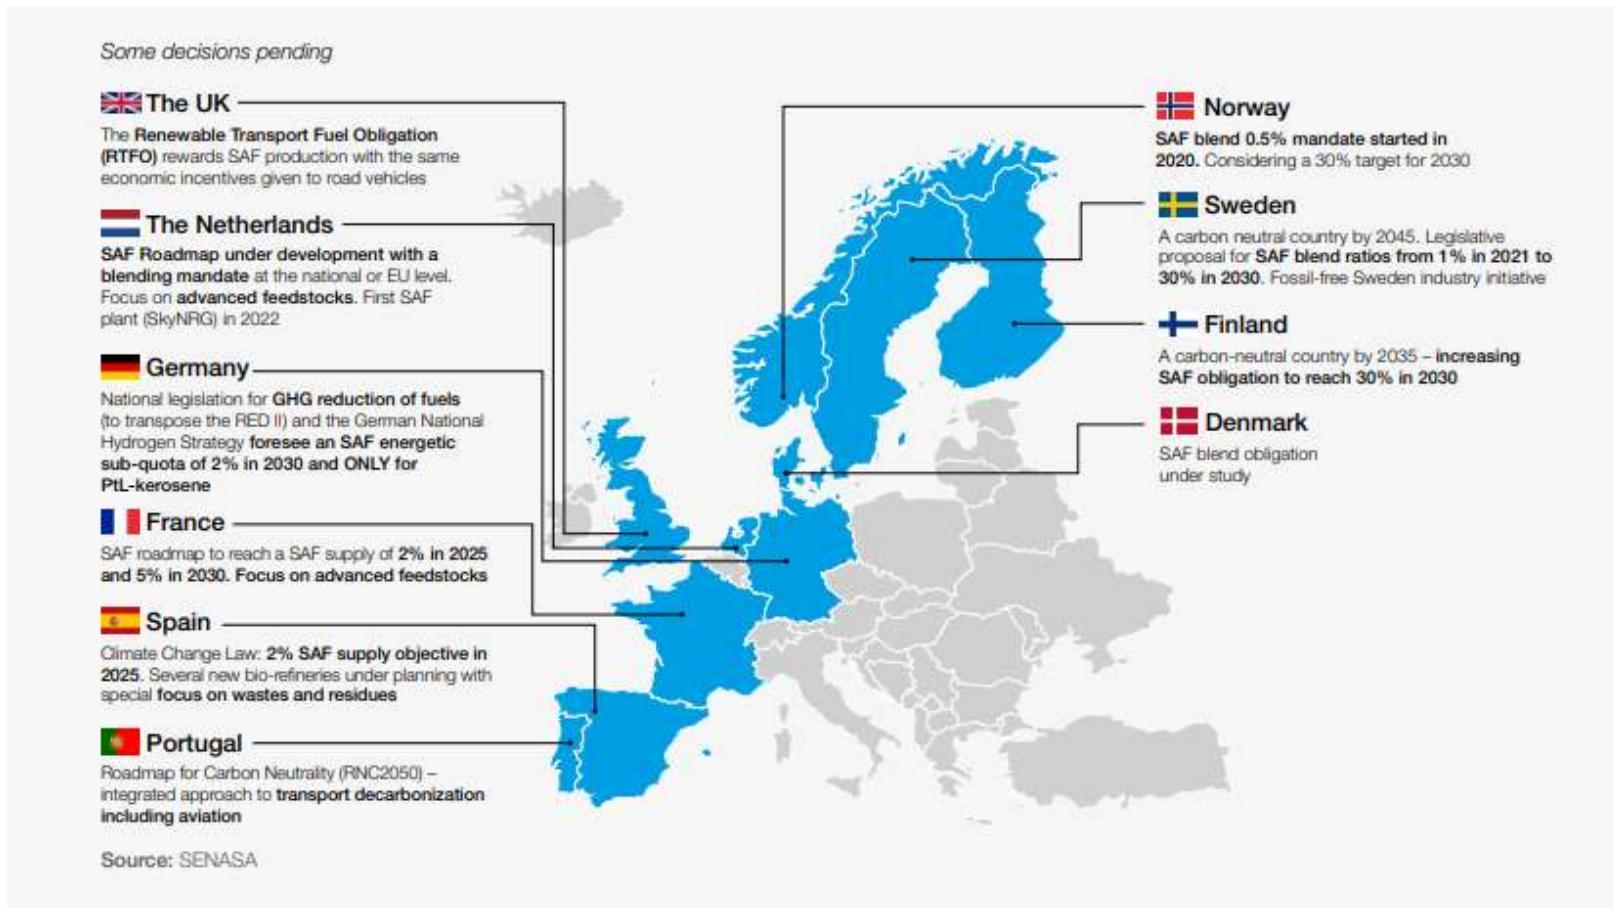 Some decisions pending
The UK
The Renewable Transport Fuel Obligation
(RTFO) rewards SAF production with the same
economic incentives given to road vehicles
The Netherlands
SAF Roadmap under development with a
blending mandate at the national or EU level.
Focus on advanced feedstocks. First SAF
plant (SkyNRG) in 2022
Germany
National legislation for GHG reduction of fuels
(to transpose the RED II) and the German National
Hydrogen Strategy foresee an SAF energetic
sub-quota of 2% in 2030 and ONLY for
PtL-kerosene
France
SAF roadmap to reach a SAF supply of 2% in 2025
and 5% in 2030. Focus on advanced feedstocks
Spain
Climate Change Law: 2% SAF supply objective in
2025. Several new bio-refineries under planning with
special focus on wastes and residues
Portugal
Roadmap for Carbon Neutrality (RNC2050) –
integrated approach to transport decarbonization
including aviation
Source: SENASA
Norway
SAF blend 0.5% mandate started in
2020. Considering a 30% target for 2030
Sweden
A carbon neutral country by 2045. Legislative
proposal for SAF blend ratios from 1% in 2021 to
30% in 2030. Fossil-free Sweden industry initiative
Finland
A carbon-neutral country by 2035 – increasing
SAF obligation to reach 30% in 2030
Denmark
SAF blend obligation
under study